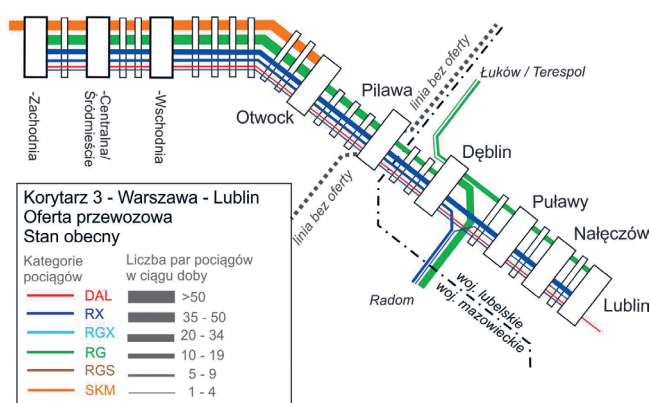 -Zachodnia
-Centralna/
Śródmieście
-Wschodnia
Otwock
Pilawa
linia bez oferty
Łuków / Terespol
Dęblin
Puławy
Nałęczów
Lublin
linia bez oferty
Radom
woj. lubelskie
woj. mazowieckie
Korytarz 3 - Warszawa - Lublin
Oferta przewozowa
Stan obecny
Kategorie
pociągów
Liczba par pociągów
w ciągu doby
DAL
RX
RGX
RG
RGS
SKM
>50
35 - 50
20 - 34
10 - 19
5 - 9
1 - 4